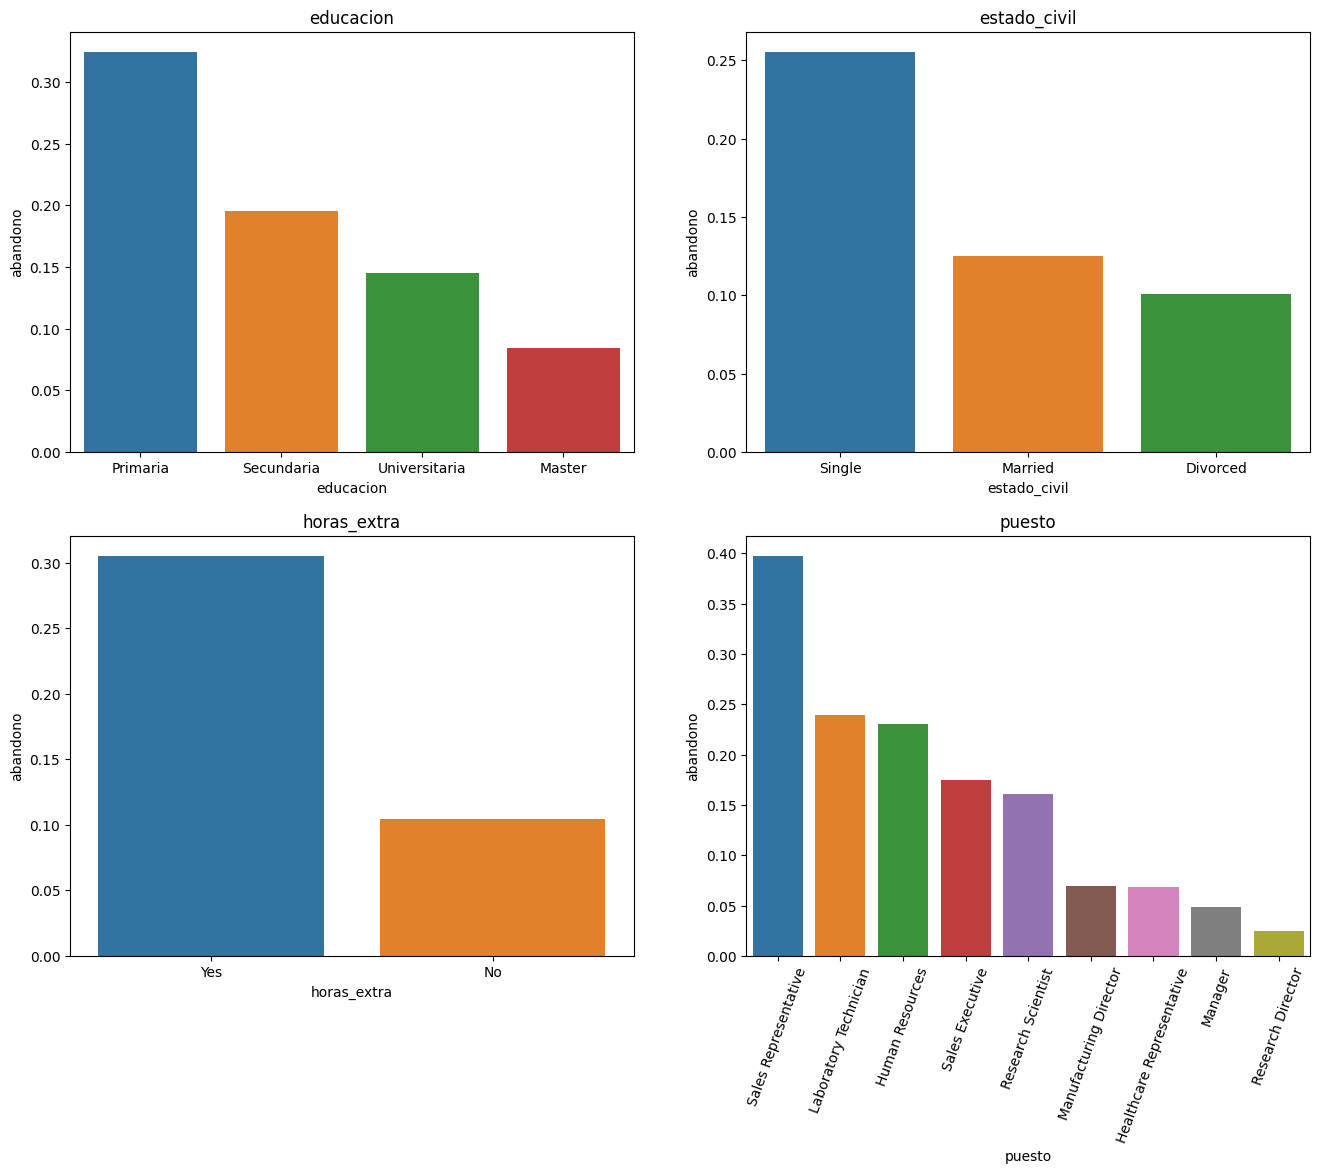 educacion
abandono
0.30
0.25
0.20
0.15
0.10
0.05
0.00
Primaria Secundaria Universitaria Master
educacion
estado_civil
abandono
0.25
0.20
0.15
0.10
0.05
0.00
Single Married Divorced
estado_civil
horas_extra
abandono
0.30
0.25
0.20
0.15
0.10
0.05
0.00
Yes No
horas_extra
puesto
abandono
0.40
0.35
0.30
0.25
0.20
0.15
0.10
0.05
0.00
Sales Representative
Laboratory Technician
Human Resources
Sales Executive
Research Scientist
Manufacturing Director
Healthcare Representative
Manager
Research Director
puesto